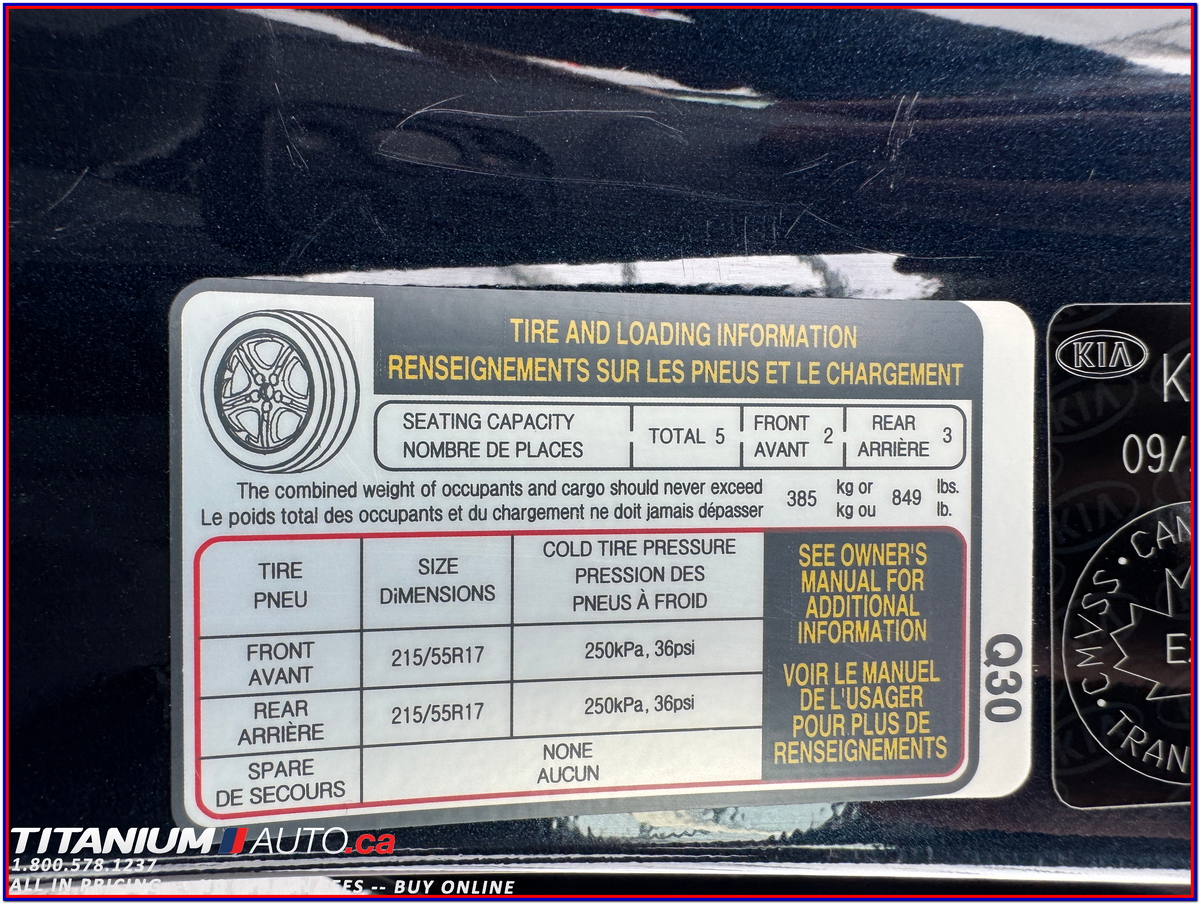 TIRE AND LOADING INFORMATION
RENSEIGNEMENTS SUR LES PNEUS ET LE CHARGEMENT
SEATING CAPACITY
NOMBRE DE PLACES
TOTAL 5
FRONT
AVANT
2
REAR
ARRIÈRE
3
The combined weight of occupants and cargo should never exceed
Le poids total des occupants et du chargement ne doit jamais dépasser
385
kg or
kg ou
849
lbs.
lb.
TIRE
PNEU
SIZE
DiMENSIONS
COLD TIRE PRESSURE
PRESSION DES
PNEUS À FROID
FRONT
AVANT
215/55R17
250kPa, 36psi
REAR
ARRIÈRE
215/55R17
250kPa, 36psi
SPARE
DE SECOURS
NONE
AUCUN
SEE OWNER'S
MANUAL FOR
ADDITIONAL
INFORMATION
VOIR LE MANUEL
DE L'USAGER
POUR PLUS DE
RENSEIGNEMENTS
Q30
KIA
K
09/
CMVSS
TITANIUM AUTO.ca
1.800.578.1237
ALL IN PRICING -- BUY ONLINE